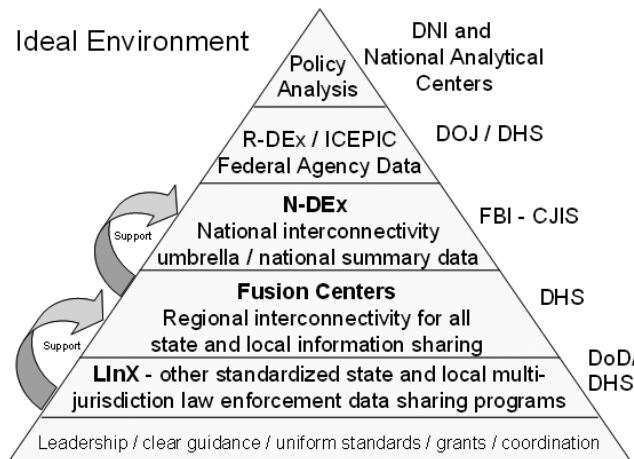 Ideal Environment
DNI and
National Analytical
Centers
Policy
Analysis
R-DEx / ICEPIC
Federal Agency Data
DOJ / DHS
N-DEx
National interconnectivity
umbrella / national summary data
FBI - CJIS
Support
Fusion Centers
Regional interconnectivity for all
state and local information sharing
DHS
Support
LInX - other standardized state and local multi-
jurisdiction law enforcement data sharing programs
DoD/
DHS
Leadership / clear guidance / uniform standards / grants / coordination